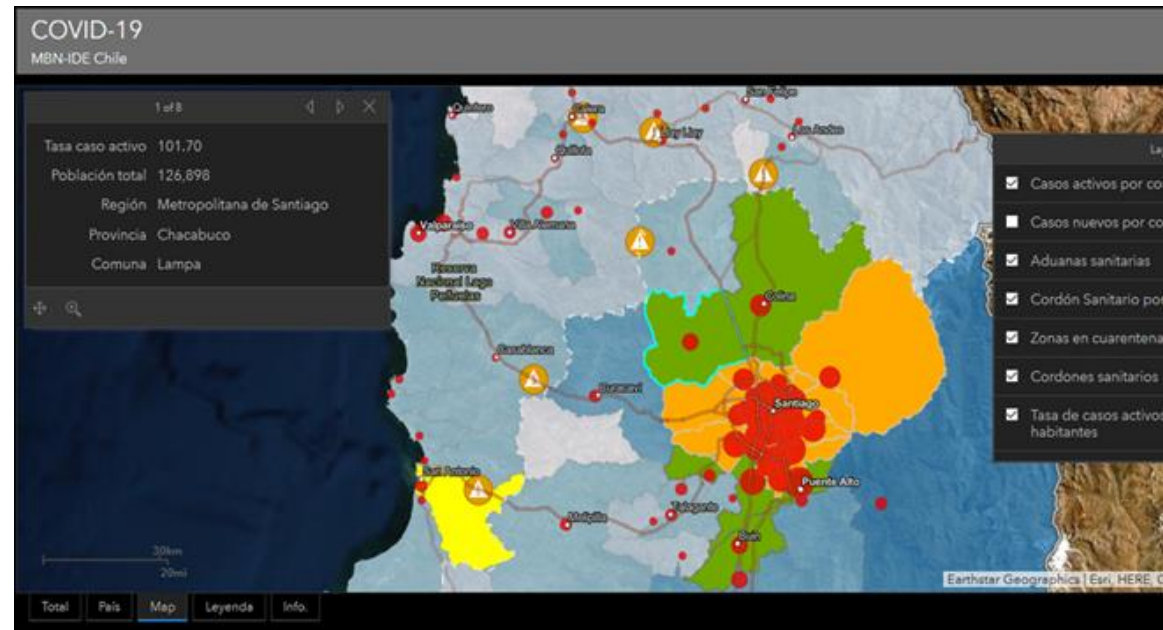 COVID-19
MBN-IDE Chile
1 of 8
Tasa caso activo 101.70
Población total 126,898
Región Metropolitana de Santiago
Provincia Chacabuco
Comuna Lampa
Quintero
Calera
San Felipe
Llay Llay
Los Andes
Quillota
Valparaíso
Villa Alemana
Reserva
Nacional Lago
Peñuelas
Colina
Casablanca
Curacaví
Santiago
San Antonio
Puente Alto
Melipilla
Talagante
Buin
La
Casos activos por co
Casos nuevos por co
Aduanas sanitarias
Cordón Sanitario por
Zonas en cuarentena
Cordones sanitarios
Tasa de casos activos
habitantes
30km
20mi
Earthstar Geographics | Esri, HERE, G
Total País Map Leyenda Info.